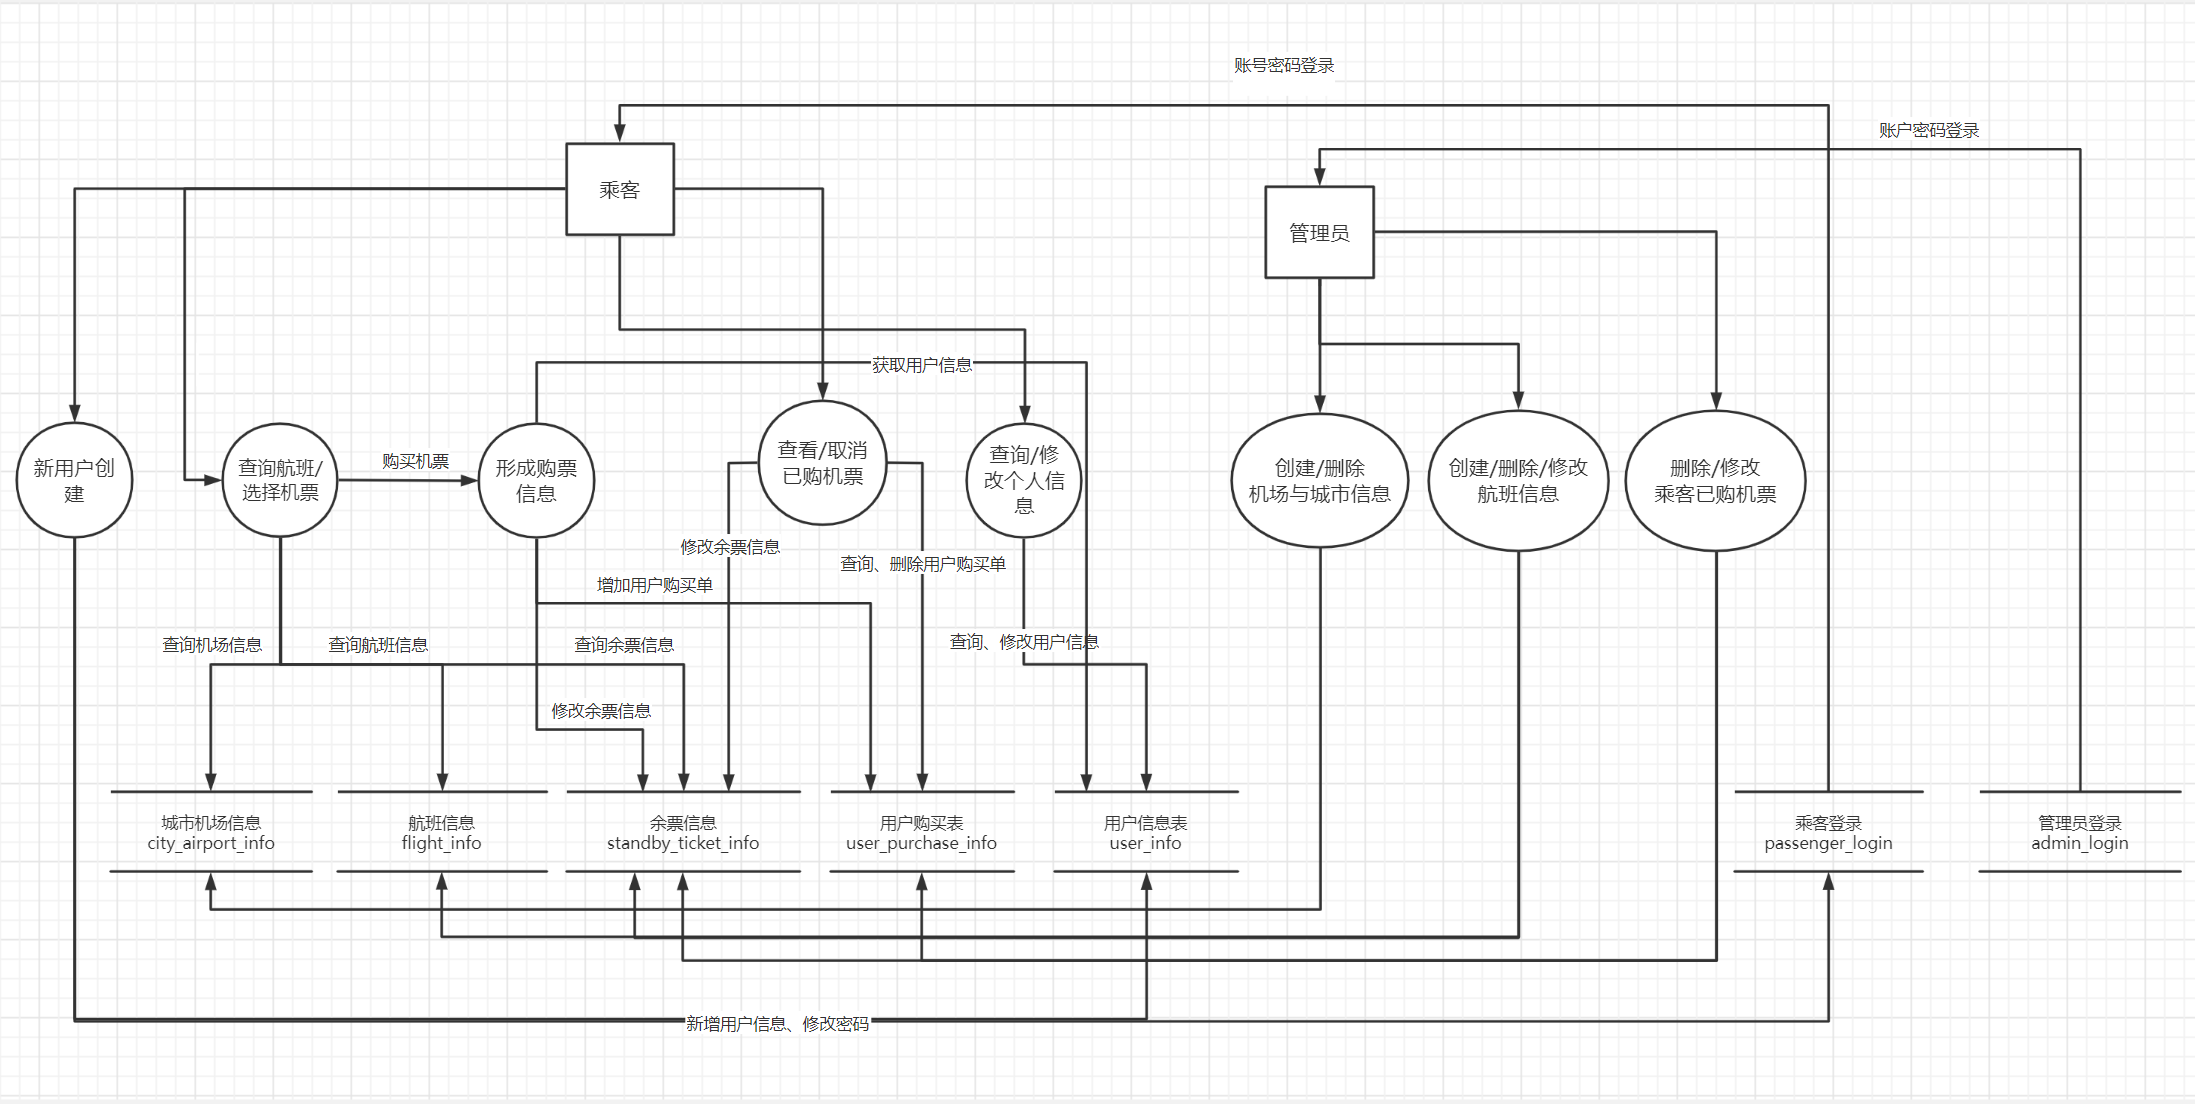 账号密码登录
账户密码登录
乘客
管理员
获取用户信息
新用户创
建
查询航班/
选择机票
购买机票
形成购票
信息
查看/取消
已购机票
查询/修
改个人信
息
创建/删除
机场与城市信息
创建/删除/修改
航班信息
删除/修改
乘客已购机票
修改余票信息
查询、删除用户购买单
增加用户购买单
查询机场信息
查询航班信息
查询余票信息
查询、修改用户信息
修改余票信息
城市机场信息
city_airport_info
航班信息
flight_info
余票信息
standby_ticket_info
用户购买表
user_purchase_info
用户信息表
user_info
乘客登录
passenger_login
管理员登录
admin_login
新增用户信息、修改密码